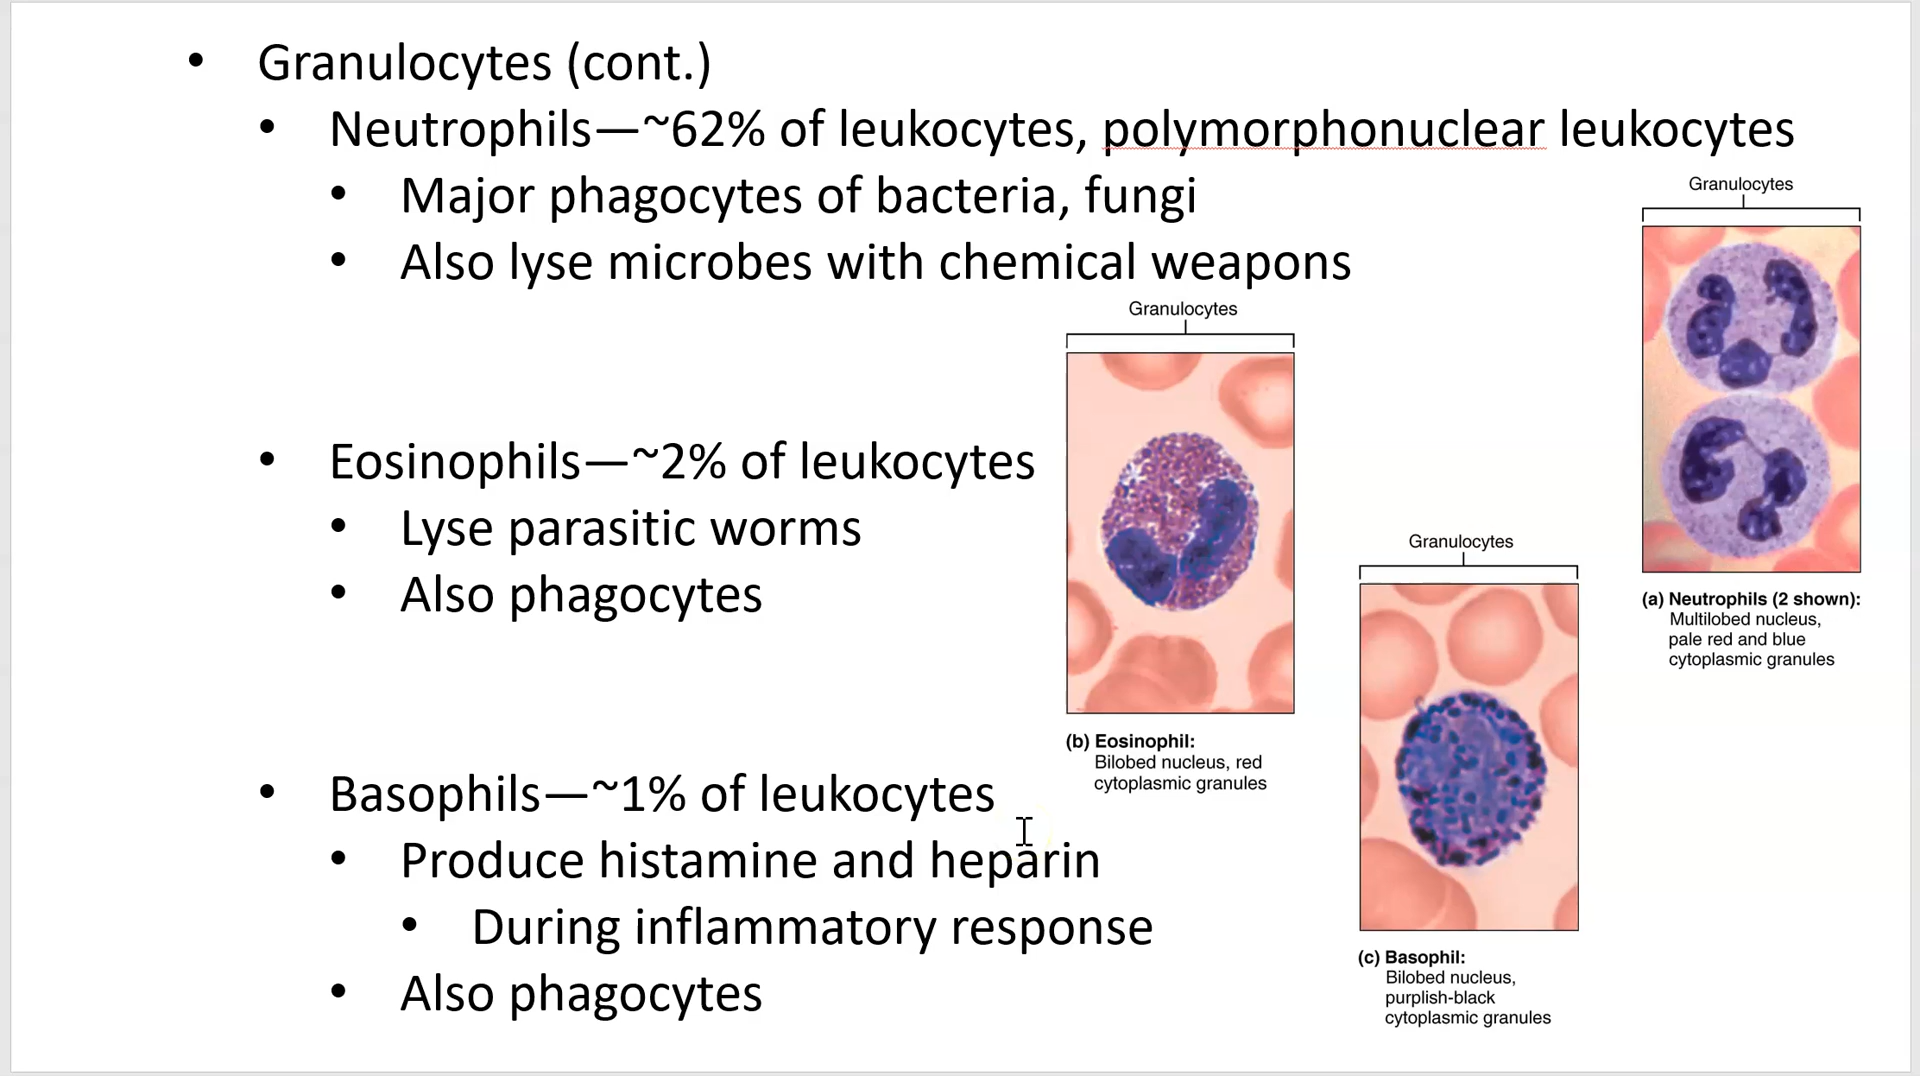 Granulocytes (cont.)
Neutrophils—~62% of leukocytes, polymorphonuclear leukocytes
Major phagocytes of bacteria, fungi
Also lyse microbes with chemical weapons
Eosinophils—~2% of leukocytes
Lyse parasitic worms
Also phagocytes
Basophils—~1% of leukocytes
Produce histamine and heparin
During inflammatory response
Also phagocytes
Granulocytes
(b) Eosinophil:
Bilobed nucleus, red
cytoplasmic granules
Granulocytes
(c) Basophil:
Bilobed nucleus,
purplish-black
cytoplasmic granules
Granulocytes
(a) Neutrophils (2 shown):
Multilobed nucleus,
pale red and blue
cytoplasmic granules